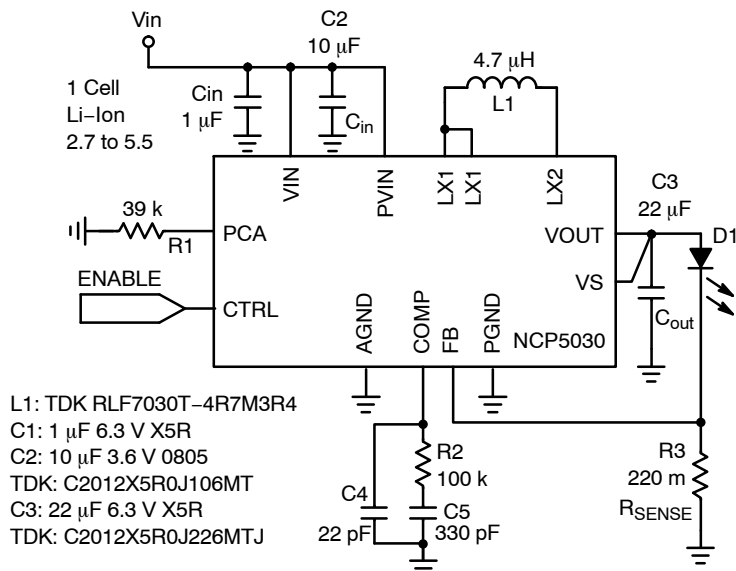 Vin
C2
10 μF
1 Cell
Li–Ion
2.7 to 5.5
Cin
1 μF
Cin
4.7 μH
L1
VIN
PVIN
LX1
LX1
LX2
39 k
R1
PCA
ENABLE
CTRL
VOUT
VS
C3
22 μF
D1
Cout
AGND
COMP
FB
PGND
NCP5030
L1: TDK RLF7030T–4R7M3R4
C1: 1 μF 6.3 V X5R
C2: 10 μF 3.6 V 0805
TDK: C2012X5R0J106MT
C3: 22 μF 6.3 V X5R
TDK: C2012X5R0J226MTJ
R2
100 k
C4
22 pF
C5
330 pF
R3
220 m
RSENSE